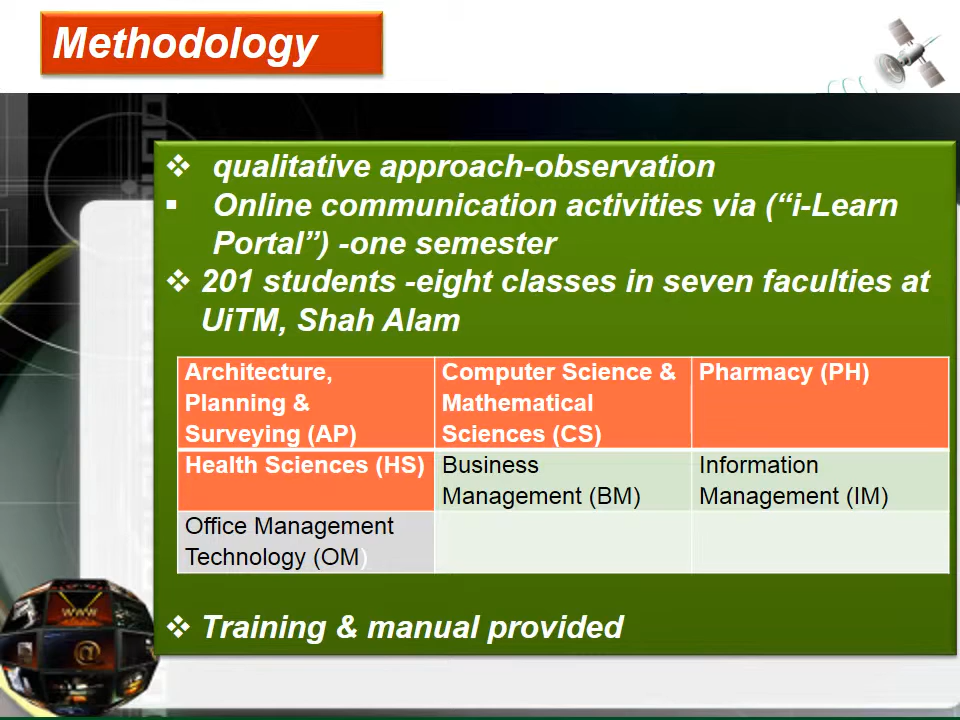 Methodology
❖ qualitative approach-observation
▪ Online communication activities via (“i-Learn
Portal”) -one semester
❖ 201 students -eight classes in seven faculties at
UiTM, Shah Alam
Architecture,
Planning &
Surveying (AP)
Computer Science &
Mathematical
Sciences (CS)
Pharmacy (PH)
Health Sciences (HS)
Business
Management (BM)
Information
Management (IM)
Office Management
Technology (OM)
❖ Training & manual provided
WWW
@